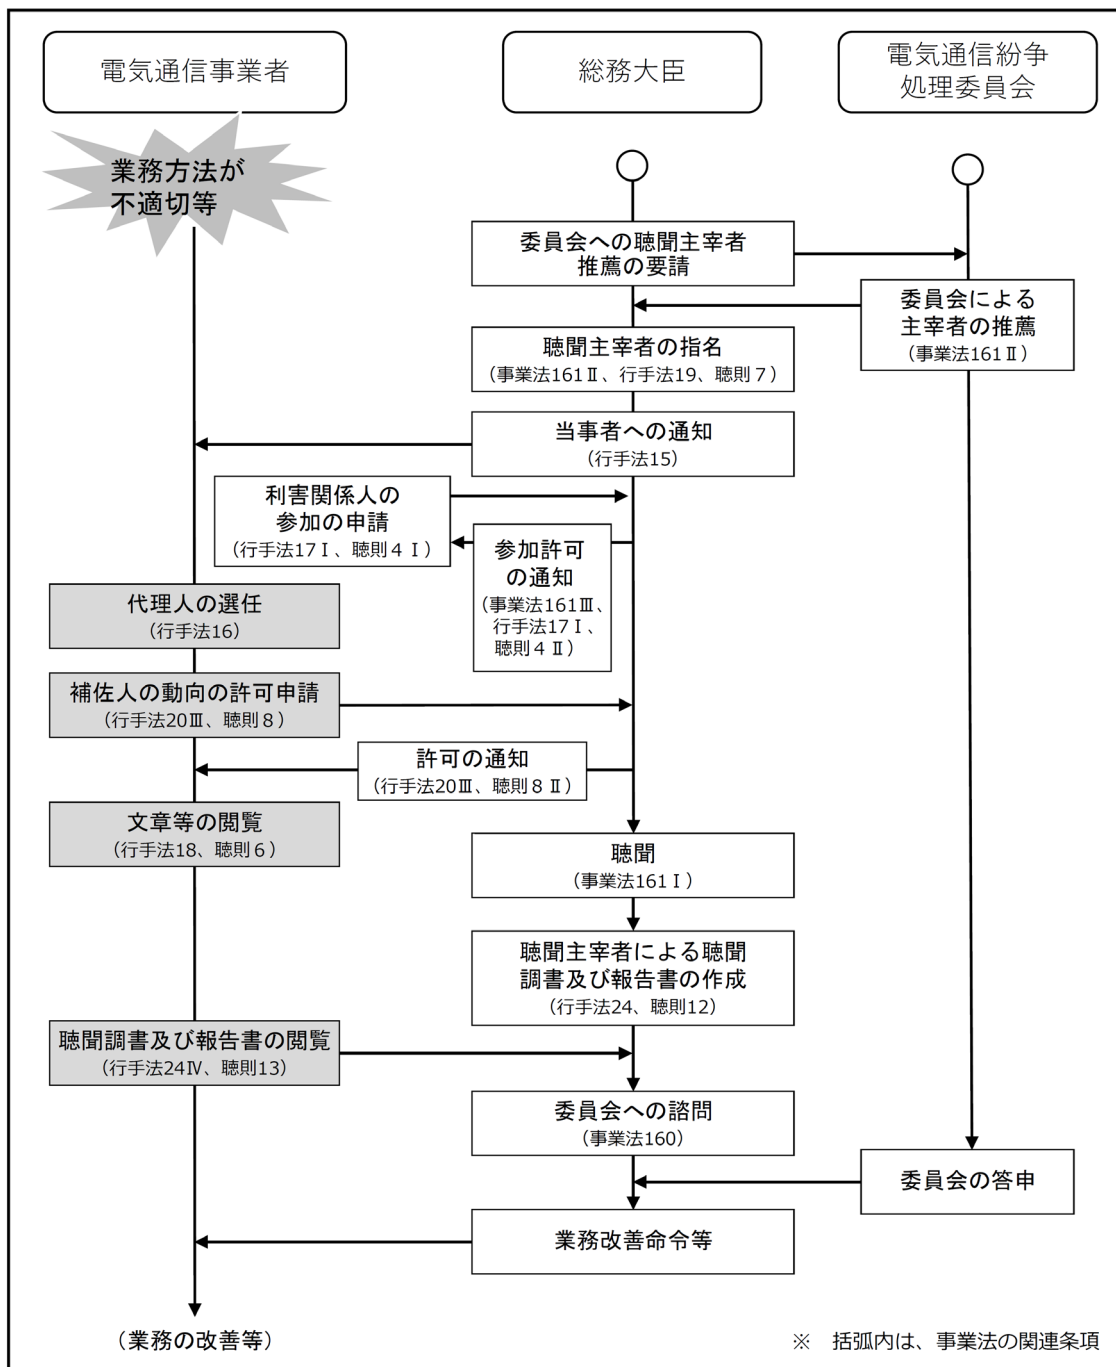 電気通信事業者
総務大臣
電気通信紛争
処理委員会
業務方法が
不適切等
委員会への聴聞主宰者
推薦の要請
委員会による
主宰者の推薦
（事業法161Ⅱ）
聴聞主宰者の指名
（事業法161Ⅱ、行手法19、聴則７）
当事者への通知
（行手法15）
利害関係人の
参加の申請
（行手法17Ⅰ、聴則４Ⅰ）
参加許可
の通知
（事業法161Ⅲ、
行手法17Ⅰ、
聴則４Ⅱ）
代理人の選任
（行手法16）
補佐人の動向の許可申請
（行手法20Ⅲ、聴則８）
許可の通知
（行手法20Ⅲ、聴則８Ⅱ）
文章等の閲覧
（行手法18、聴則６）
聴聞
（事業法161Ⅰ）
聴聞主宰者による聴聞
調書及び報告書の作成
（行手法24、聴則12）
聴聞調書及び報告書の閲覧
（行手法24Ⅳ、聴則13）
委員会への諮問
（事業法160）
委員会の答申
業務改善命令等
（業務の改善等）
※　括弧内は、事業法の関連条項